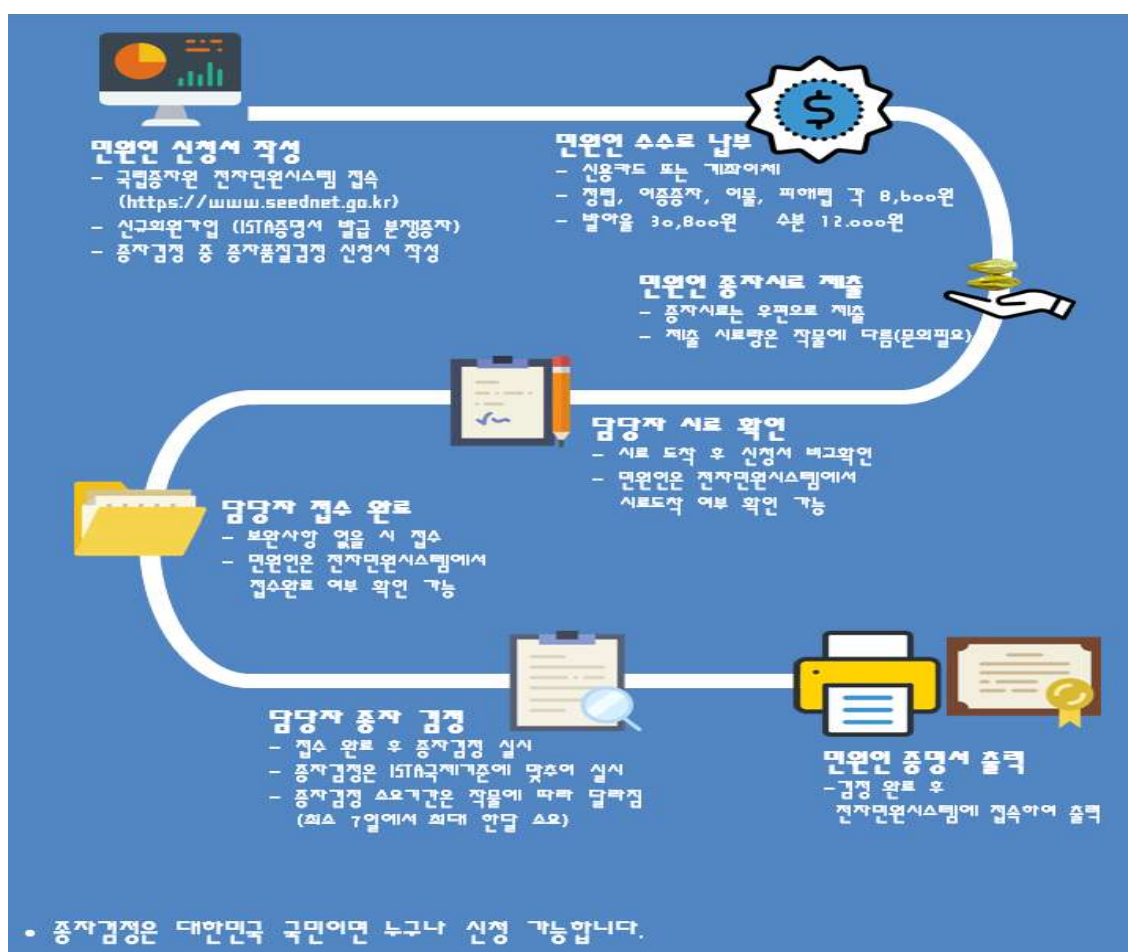 민원인 신청서 작성
- 국립종자원 전자민원시스템 접속
(https://www.seednet.go.kr)
- 신규회원가입 (ISTA증명서 발급 분쟁종자)
- 종자검정 중 종자품질검정 신청서 작성
$
민원인 수수료 납부
- 신용카드 또는 계좌이체
- 정립, 이종종자, 이물, 피해립 각 8,600원
- 발아율 30,800원 수분 12.000원
민원인 종자시료 제출
- 종자시료는 우편으로 제출
- 제출 시료량은 작물에 다름(문의필요)
담당자 시료 확인
- 시료 도착 후 신청서 비교확인
- 민원인은 전자민원시스템에서
시료도착 여부 확인 가능
담당자 접수 완료
- 보완사항 없을 시 접수
- 민원인은 전자민원시스템에서
접수완료 여부 확인 가능
담당자 종자 검정
- 접수 완료 후 종자검정 실시
- 종자검정은 ISTA국제기준에 맞추어 실시
- 종자검정 소요기간은 작물에 따라 달라짐
(최소 7일에서 최대 한달 소요)
민원인 증명서 출력
-검정 완료 후
전자민원시스템에 접속하여 출력
• 종자검정은 대한민국 국민이면 누구나 신청 가능합니다.